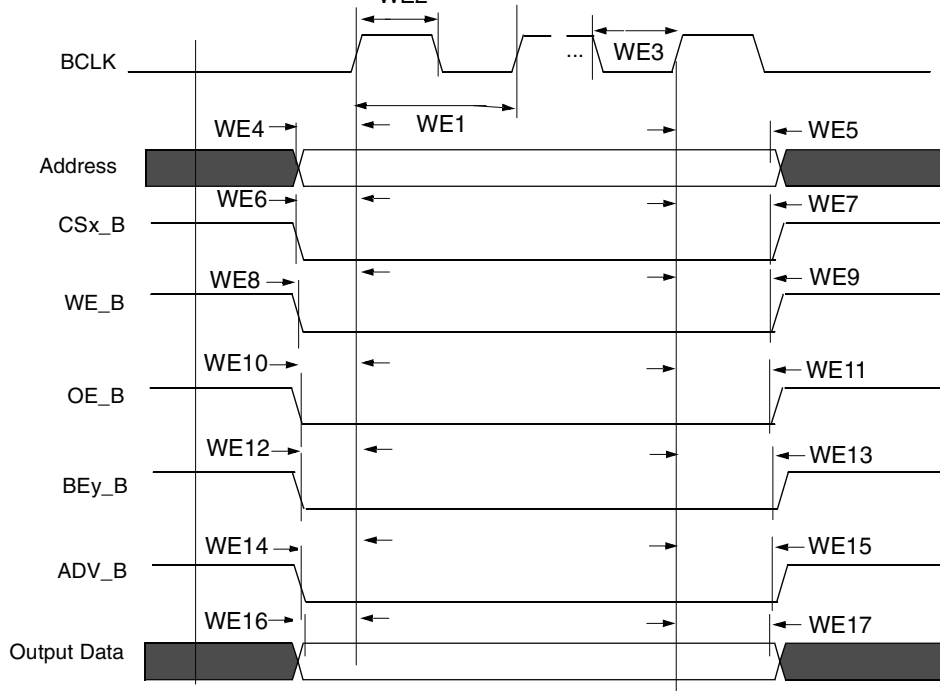 WE2
BCLK
...
WE3
WE1
WE4
WE5
Address
WE6
WE7
CSx_B
WE8
WE9
WE_B
WE10
WE11
OE_B
WE12
WE13
BEy_B
WE14
WE15
ADV_B
WE16
WE17
Output Data